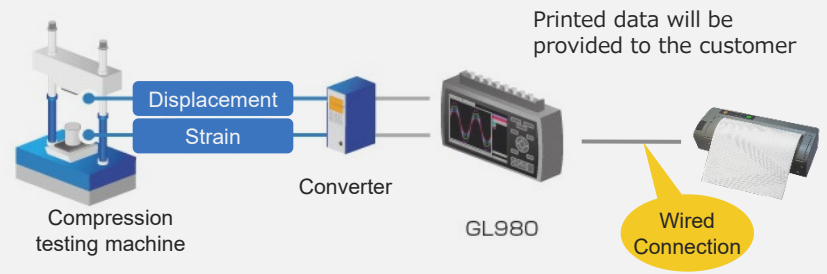 Printed data will be
provided to the customer
Displacement
Strain
Converter
Compression
testing machine
GL980
Wired
Connection